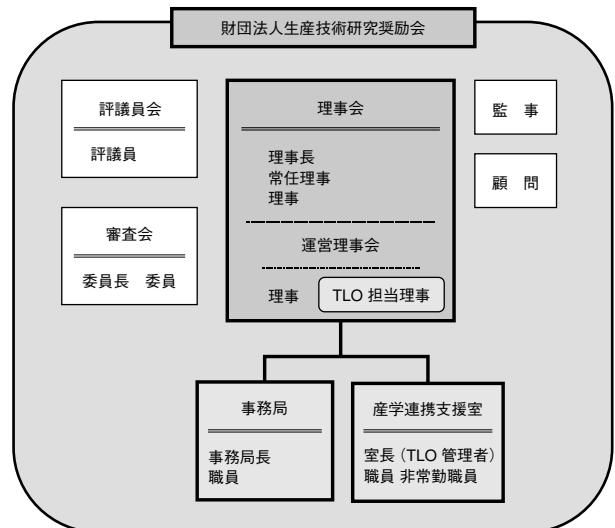 財団法人生産技術研究奨励会
評議員会
評議員
審査会
委員長 委員
理事会
理事長
常任理事
理事
運営理事会
理事 TLO 担当理事
監 事
顧 問
事務局
事務局長
職員
産学連携支援室
室長（TLO 管理者）
職員 非常勤職員